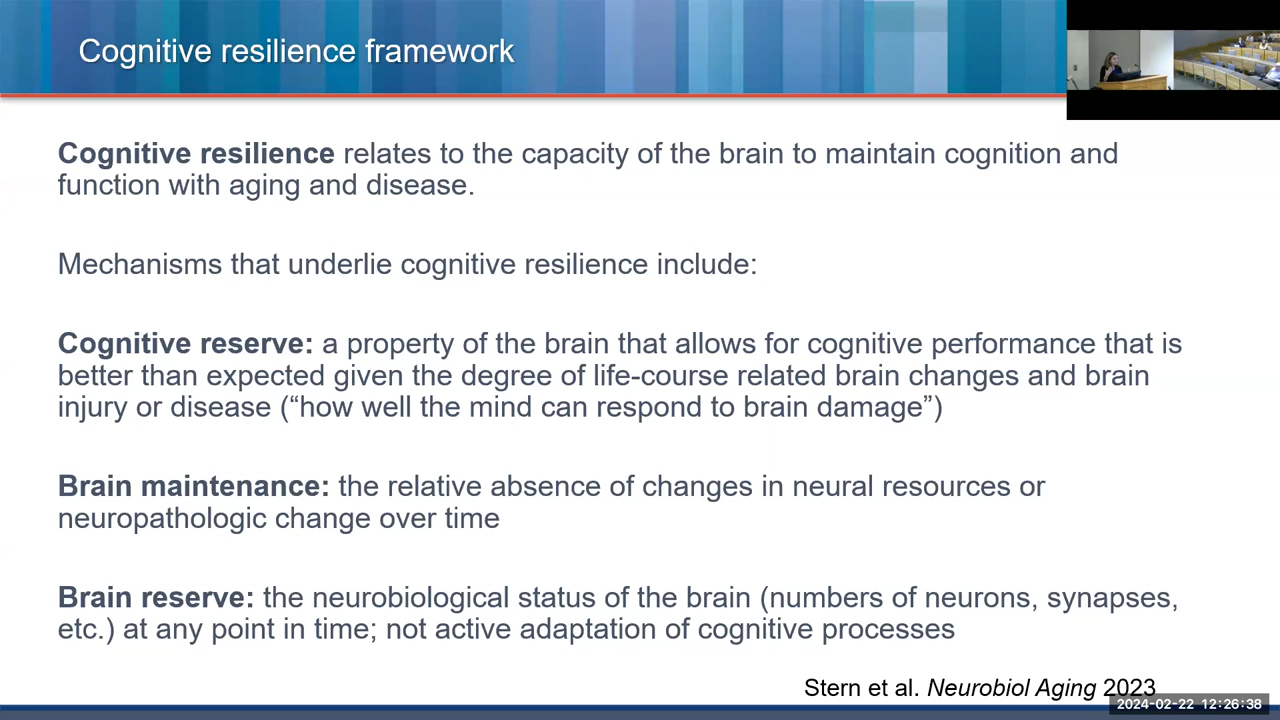 Cognitive resilience framework
Cognitive resilience relates to the capacity of the brain to maintain cognition and
function with aging and disease.
Mechanisms that underlie cognitive resilience include:
Cognitive reserve: a property of the brain that allows for cognitive performance that is
better than expected given the degree of life-course related brain changes and brain
injury or disease (“how well the mind can respond to brain damage”)
Brain maintenance: the relative absence of changes in neural resources or
neuropathologic change over time
Brain reserve: the neurobiological status of the brain (numbers of neurons, synapses,
etc.) at any point in time; not active adaptation of cognitive processes
Stern et al. Neurobiol Aging 2023
2024-02-22 12:26:38